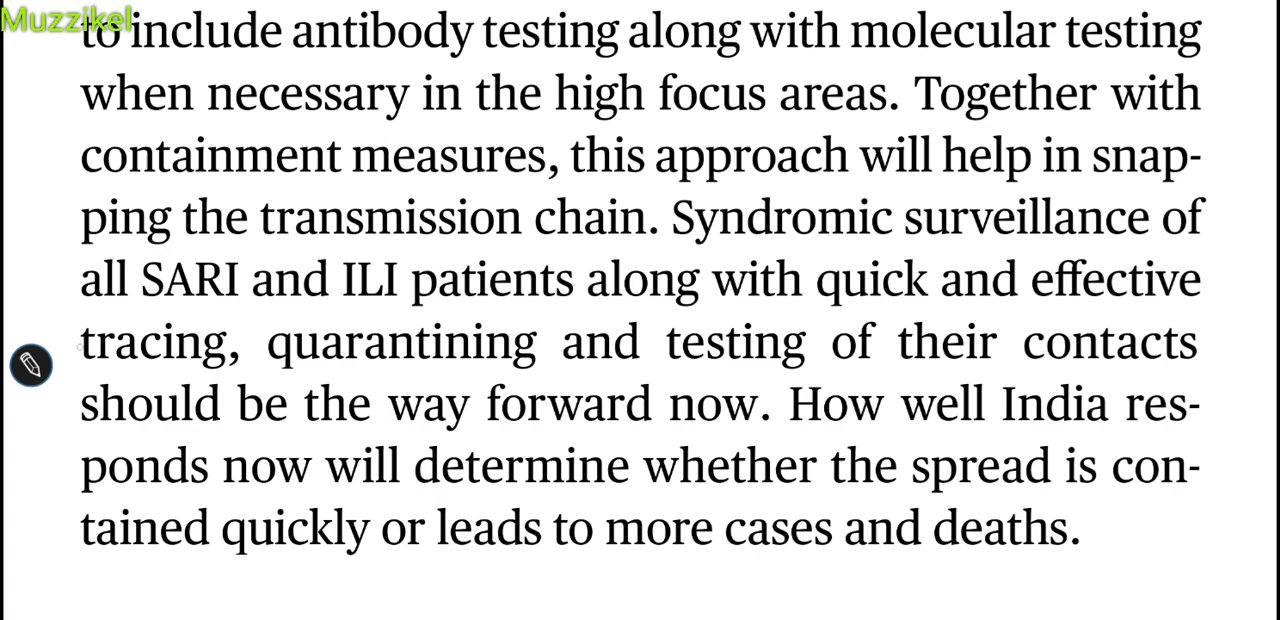 Muzzikel
to include antibody testing along with molecular testing
when necessary in the high focus areas. Together with
containment measures, this approach will help in snap-
ping the transmission chain. Syndromic surveillance of
all SARI and ILI patients along with quick and effective
tracing, quarantining and testing of their contacts
should be the way forward now. How well India res-
ponds now will determine whether the spread is con-
tained quickly or leads to more cases and deaths.